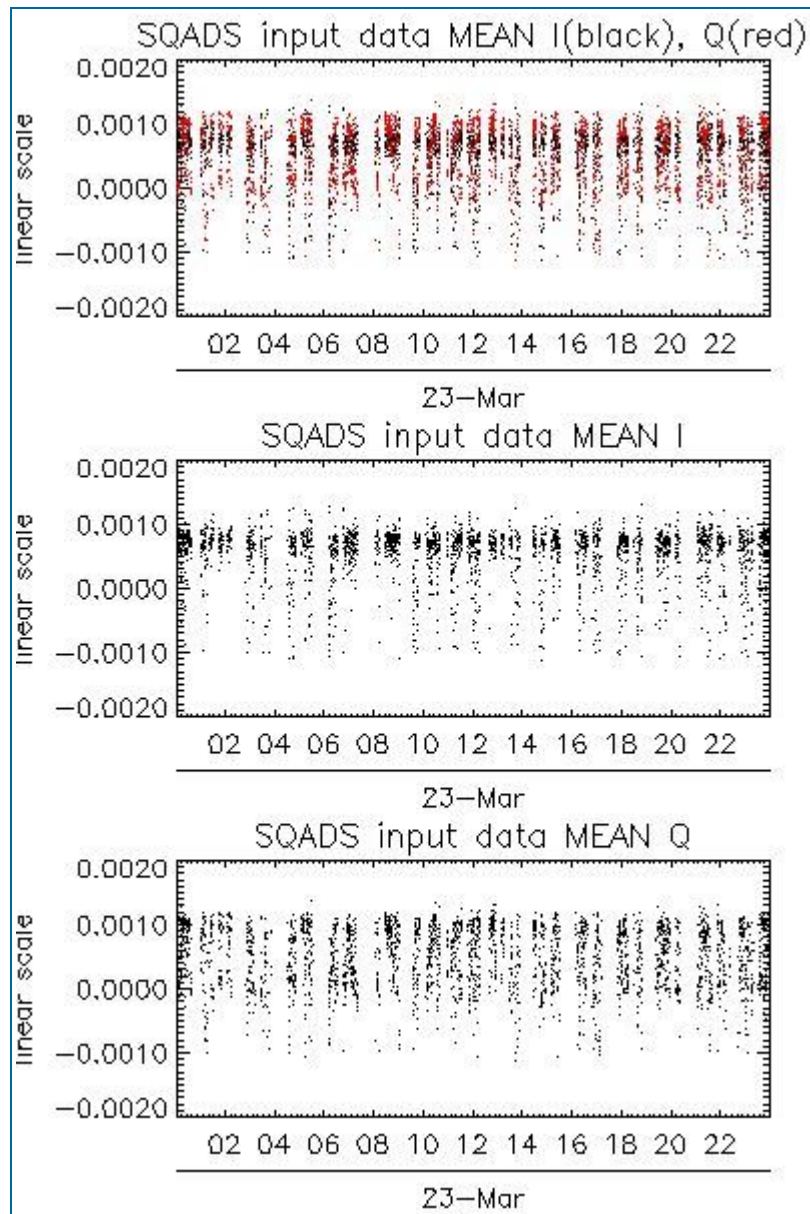 SQADS input data MEAN I(black), Q(red)
linear scale
0.0020
0.0010
0.0000
−0.0010
−0.0020
02 04 06 08 10 12 14 16 18 20 22
23−Mar
SQADS input data MEAN I
linear scale
0.0020
0.0010
0.0000
−0.0010
−0.0020
02 04 06 08 10 12 14 16 18 20 22
23−Mar
SQADS input data MEAN Q
linear scale
0.0020
0.0010
0.0000
−0.0010
−0.0020
02 04 06 08 10 12 14 16 18 20 22
23−Mar